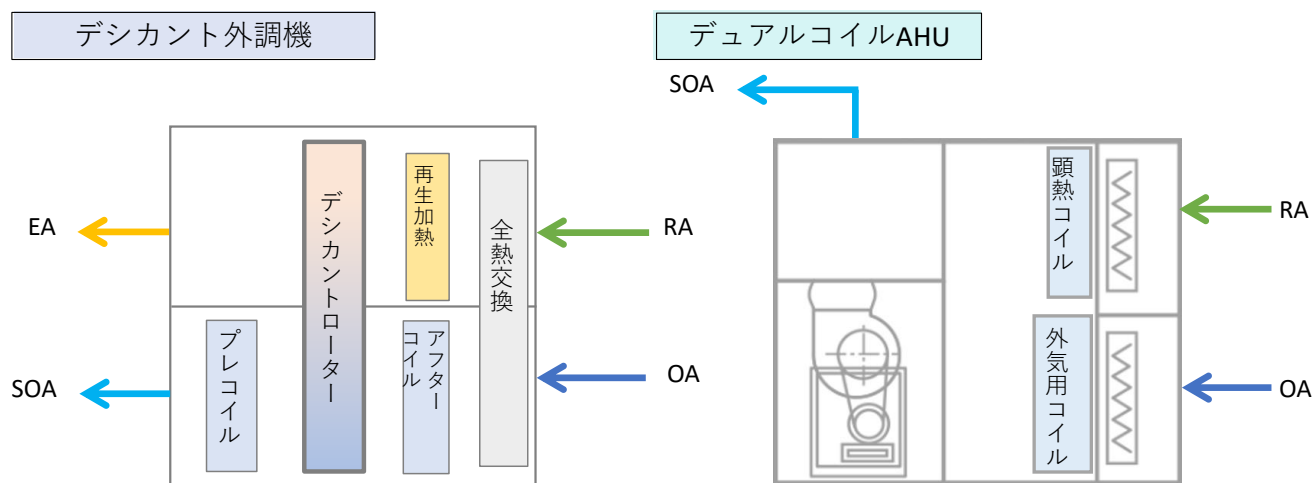 デシカント外調機
デュアルコイルAHU
SOA
EA
SOA
デシカントローター
再生加熱
全熱交換
プレコイル
アフター
コイル
RA
OA
顕熱コイル
外気用コイル
RA
OA